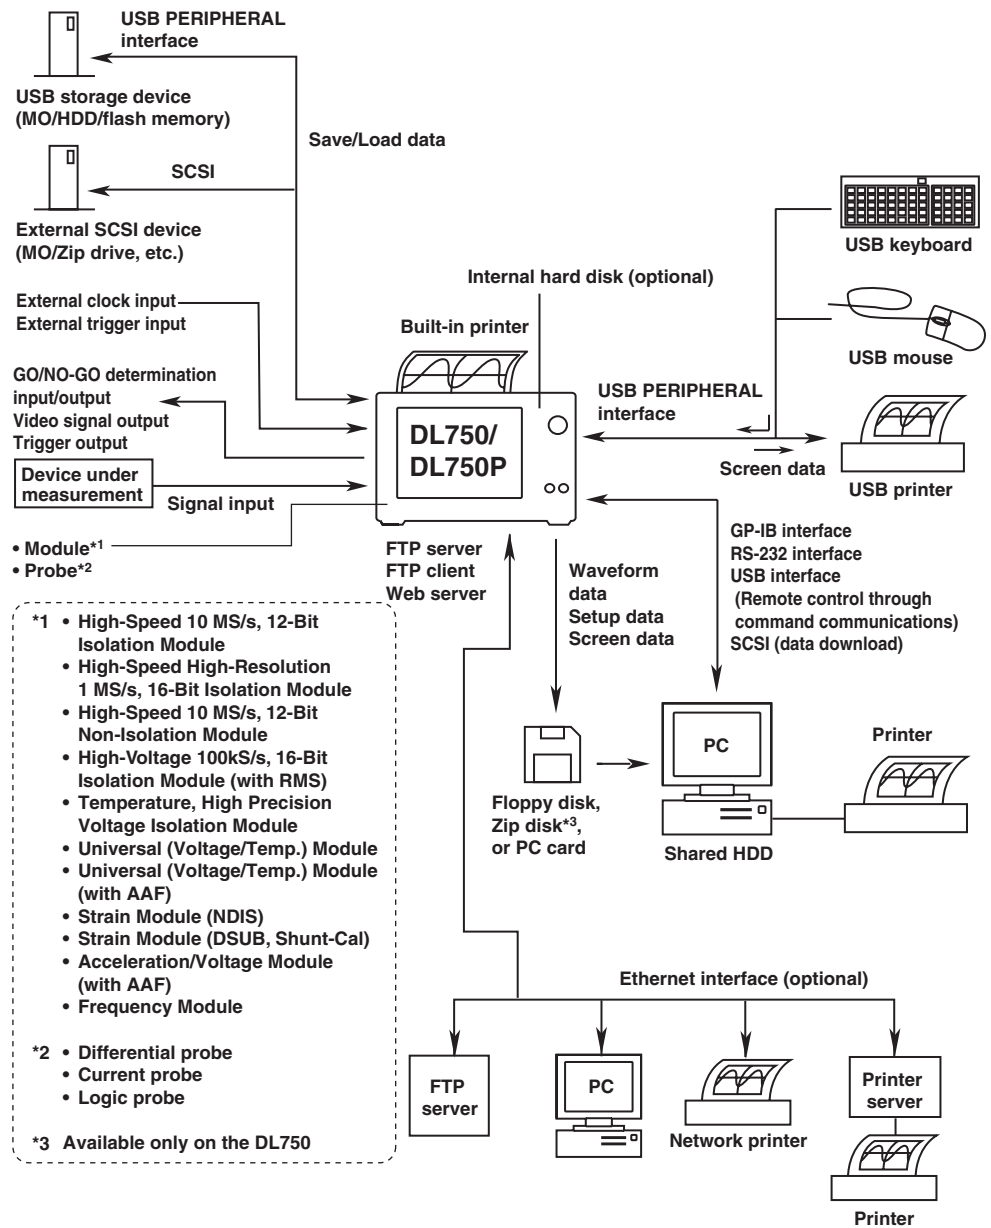 USB PERIPHERAL
interface
USB storage device
(MO/HDD/flash memory)
Save/Load data
SCSI
External SCSI device
(MO/Zip drive, etc.)
USB keyboard
Internal hard disk (optional)
External clock input
External trigger input
Built-in printer
USB mouse
GO/NO-GO determination
input/output
Video signal output
Trigger output
USB PERIPHERAL
interface
DL750/
DL750P
Screen data
USB printer
Device under
measurement
Signal input
• Module*1
• Probe*2
FTP server
FTP client
Web server
Waveform
data
Setup data
Screen data
GP-IB interface
RS-232 interface
USB interface
(Remote control through
command communications)
SCSI (data download)
*1 • High-Speed 10 MS/s, 12-Bit
Isolation Module
• High-Speed High-Resolution
1 MS/s, 16-Bit Isolation Module
• High-Speed 10 MS/s, 12-Bit
Non-Isolation Module
• High-Voltage 100kS/s, 16-Bit
Isolation Module (with RMS)
• Temperature, High Precision
Voltage Isolation Module
• Universal (Voltage/Temp.) Module
• Universal (Voltage/Temp.) Module
(with AAF)
• Strain Module (NDIS)
• Strain Module (DSUB, Shunt-Cal)
• Acceleration/Voltage Module
(with AAF)
• Frequency Module
*2 • Differential probe
• Current probe
• Logic probe
*3 Available only on the DL750
PC
Printer
Floppy disk,
Zip disk*3,
or PC card
Shared HDD
Ethernet interface (optional)
FTP
server
PC
Network printer
Printer
server
Printer